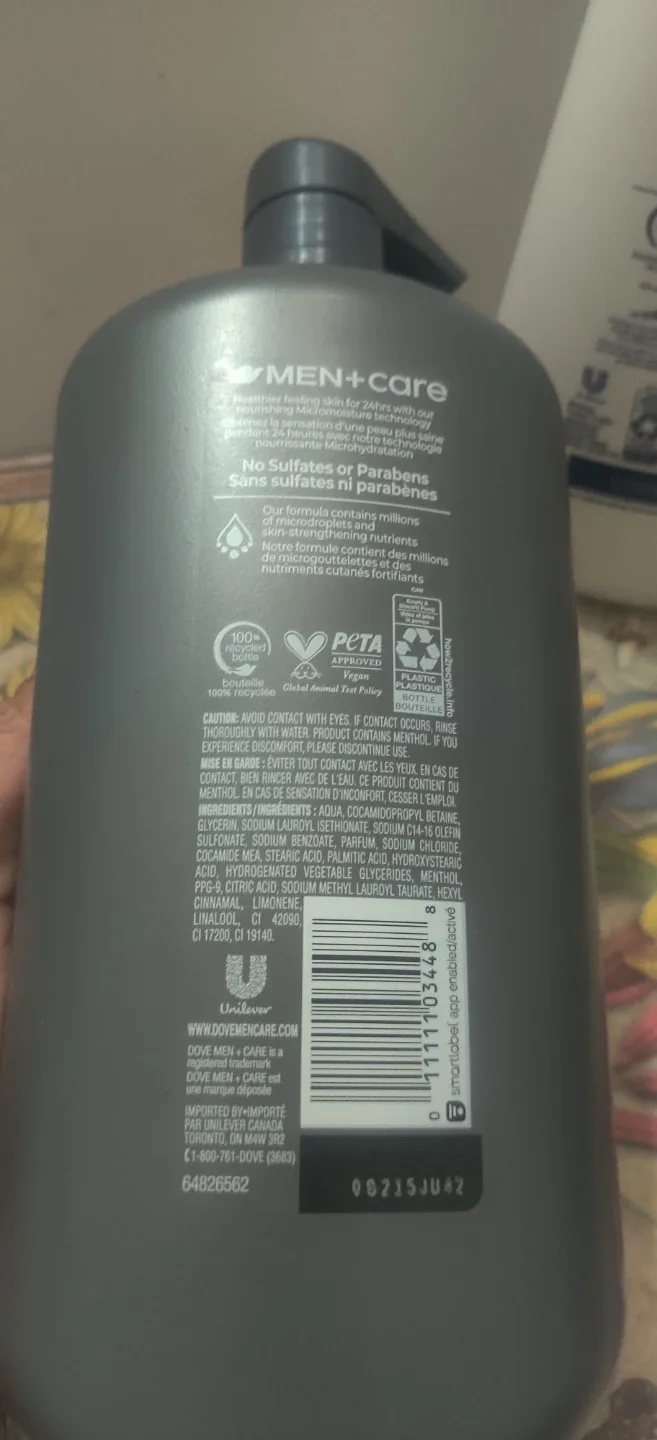 MEN+care
Healthier feeling skin for 24hrs with our
nourishing Micromoisture technology
Obtenez la sensation d'une peau plus saine
pendant 24 heures avec notre technologie
nourrissante Microhydratation
No Sulfates or Parabens
Sans sulfates ni parabènes
Our formula contains millions
of microdroplets and
skin-strengthening nutrients
Notre formule contient des millions
de microgouttelettes et des
nutriments cutanés fortifiants
100%
recycled
bottle
bouteille
100% recyclée
PETA
APPROVED
Vegan
Global Animal Test Policy
CAN
Empty &
Discard Pump
PLASTIC
PLASTIQUE
BOTTLE
BOUTEILLE
how2recycle.info
CAUTION: AVOID CONTACT WITH EYES. IF CONTACT OCCURS, RINSE
THOROUGHLY WITH WATER. PRODUCT CONTAINS MENTHOL. IF YOU
EXPERIENCE DISCOMFORT, PLEASE DISCONTINUE USE.
MISE EN GARDE : ÉVITER TOUT CONTACT AVEC LES YEUX. EN CAS DE
CONTACT, BIEN RINCER AVEC DE L'EAU. CE PRODUIT CONTIENT DU
MENTHOL. EN CAS DE SENSATION D'INCONFORT, CESSER L'EMPLOI.
INGREDIENTS/INGRÉDIENTS : AQUA, COCAMIDOPROPYL BETAINE,
GLYCERIN, SODIUM LAUROYL ISETHIONATE, SODIUM C14-16 OLEFIN
SULFONATE, SODIUM BENZOATE, PARFUM, SODIUM CHLORIDE,
COCAMIDE MEA, STEARIC ACID, PALMITIC ACID, HYDROXYSTEARIC
ACID, HYDROGENATED VEGETABLE GLYCERIDES, MENTHOL,
PPG-9, CITRIC ACID, SODIUM METHYL LAUROYL TAURATE, HEXYL
CINNAMAL, LIMONENE,
LINALOOL, CI 42090,
CI 17200, CI 19140.
Unilever
WWW.DOVEMENCARE.COM
DOVE MEN + CARE is a
registered trademark
DOVE MEN + CARE est
une marque déposée
IMPORTED BY•IMPORTÉ
PAR UNILEVER CANADA
TORONTO, ON M4W 3R2
1-800-761-DOVE (3683)
64826562
0 11111 03448 8
smartlabel app enabled/activé
08215JU42